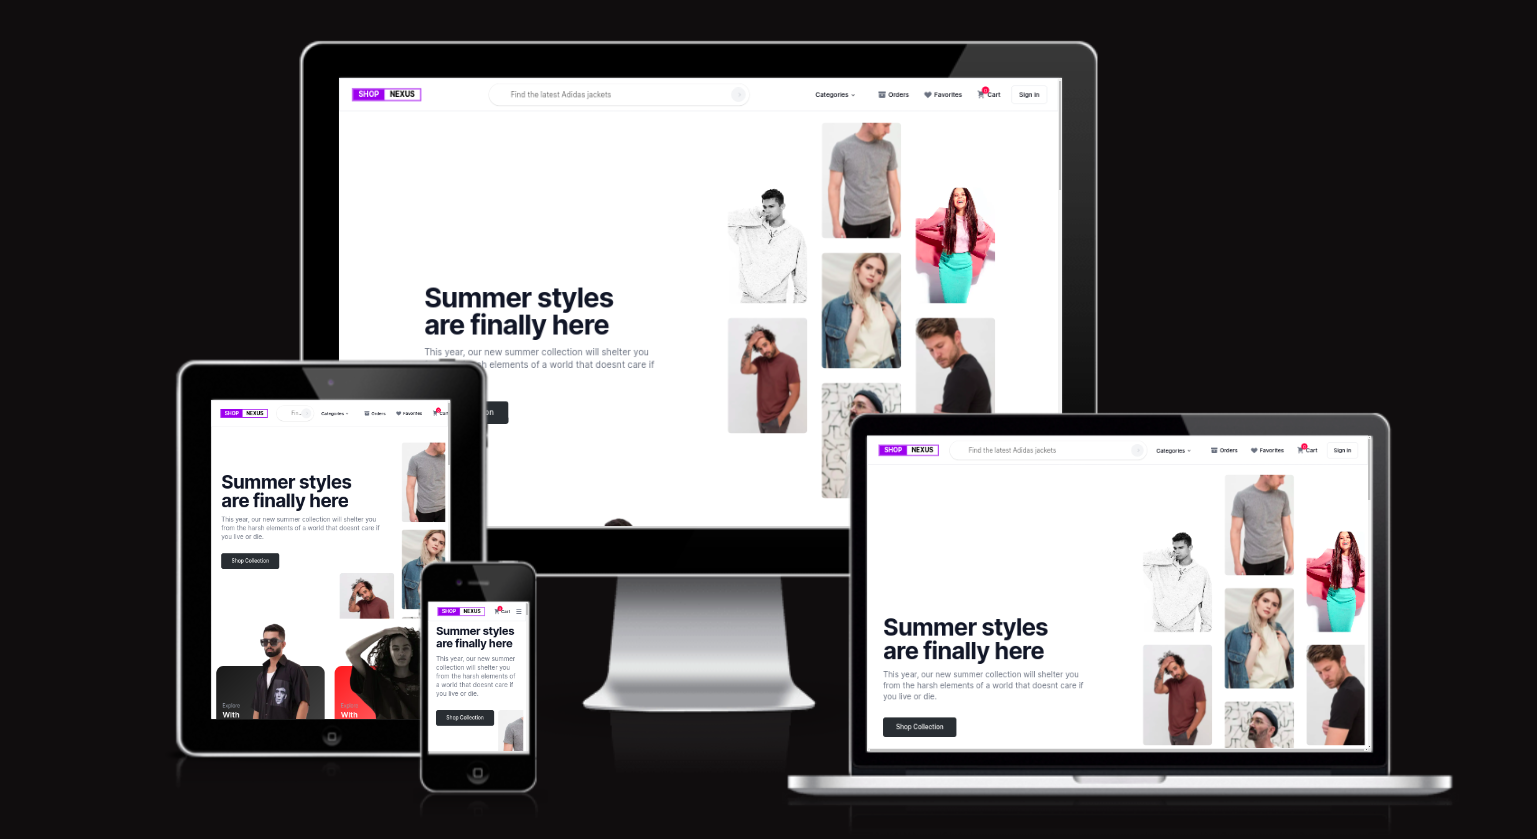 SHOP NEXUS
Find the latest Adidas jackets
Categories
Orders
Favorites
0
Cart
Sign in
Summer styles
are finally here
This year, our new summer collection will shelter you
sh elements of a world that doesnt care if
on
SHOP NEXUS
Categories
Orders
Favorites
Car
Summer styles
are finally here
This year, our new summer collection will shelter you
from the harsh elements of a world that doesnt care if
you live or die.
Shop Collection
Explore
With
Explore
With
SHOP NEXUS
Cart
Summer styles
are finally here
This year, our new summer
collection will shelter you
from the harsh elements of
a world that doesnt care if
you live or die.
Shop Collection
SHOP NEXUS
Find the latest Adidas jackets
Categories
Orders
Favorites
0
Cart
Sign in
Summer styles
are finally here
This year, our new summer collection will shelter you
from the harsh elements of a world that doesnt care if
you live or die.
Shop Collection